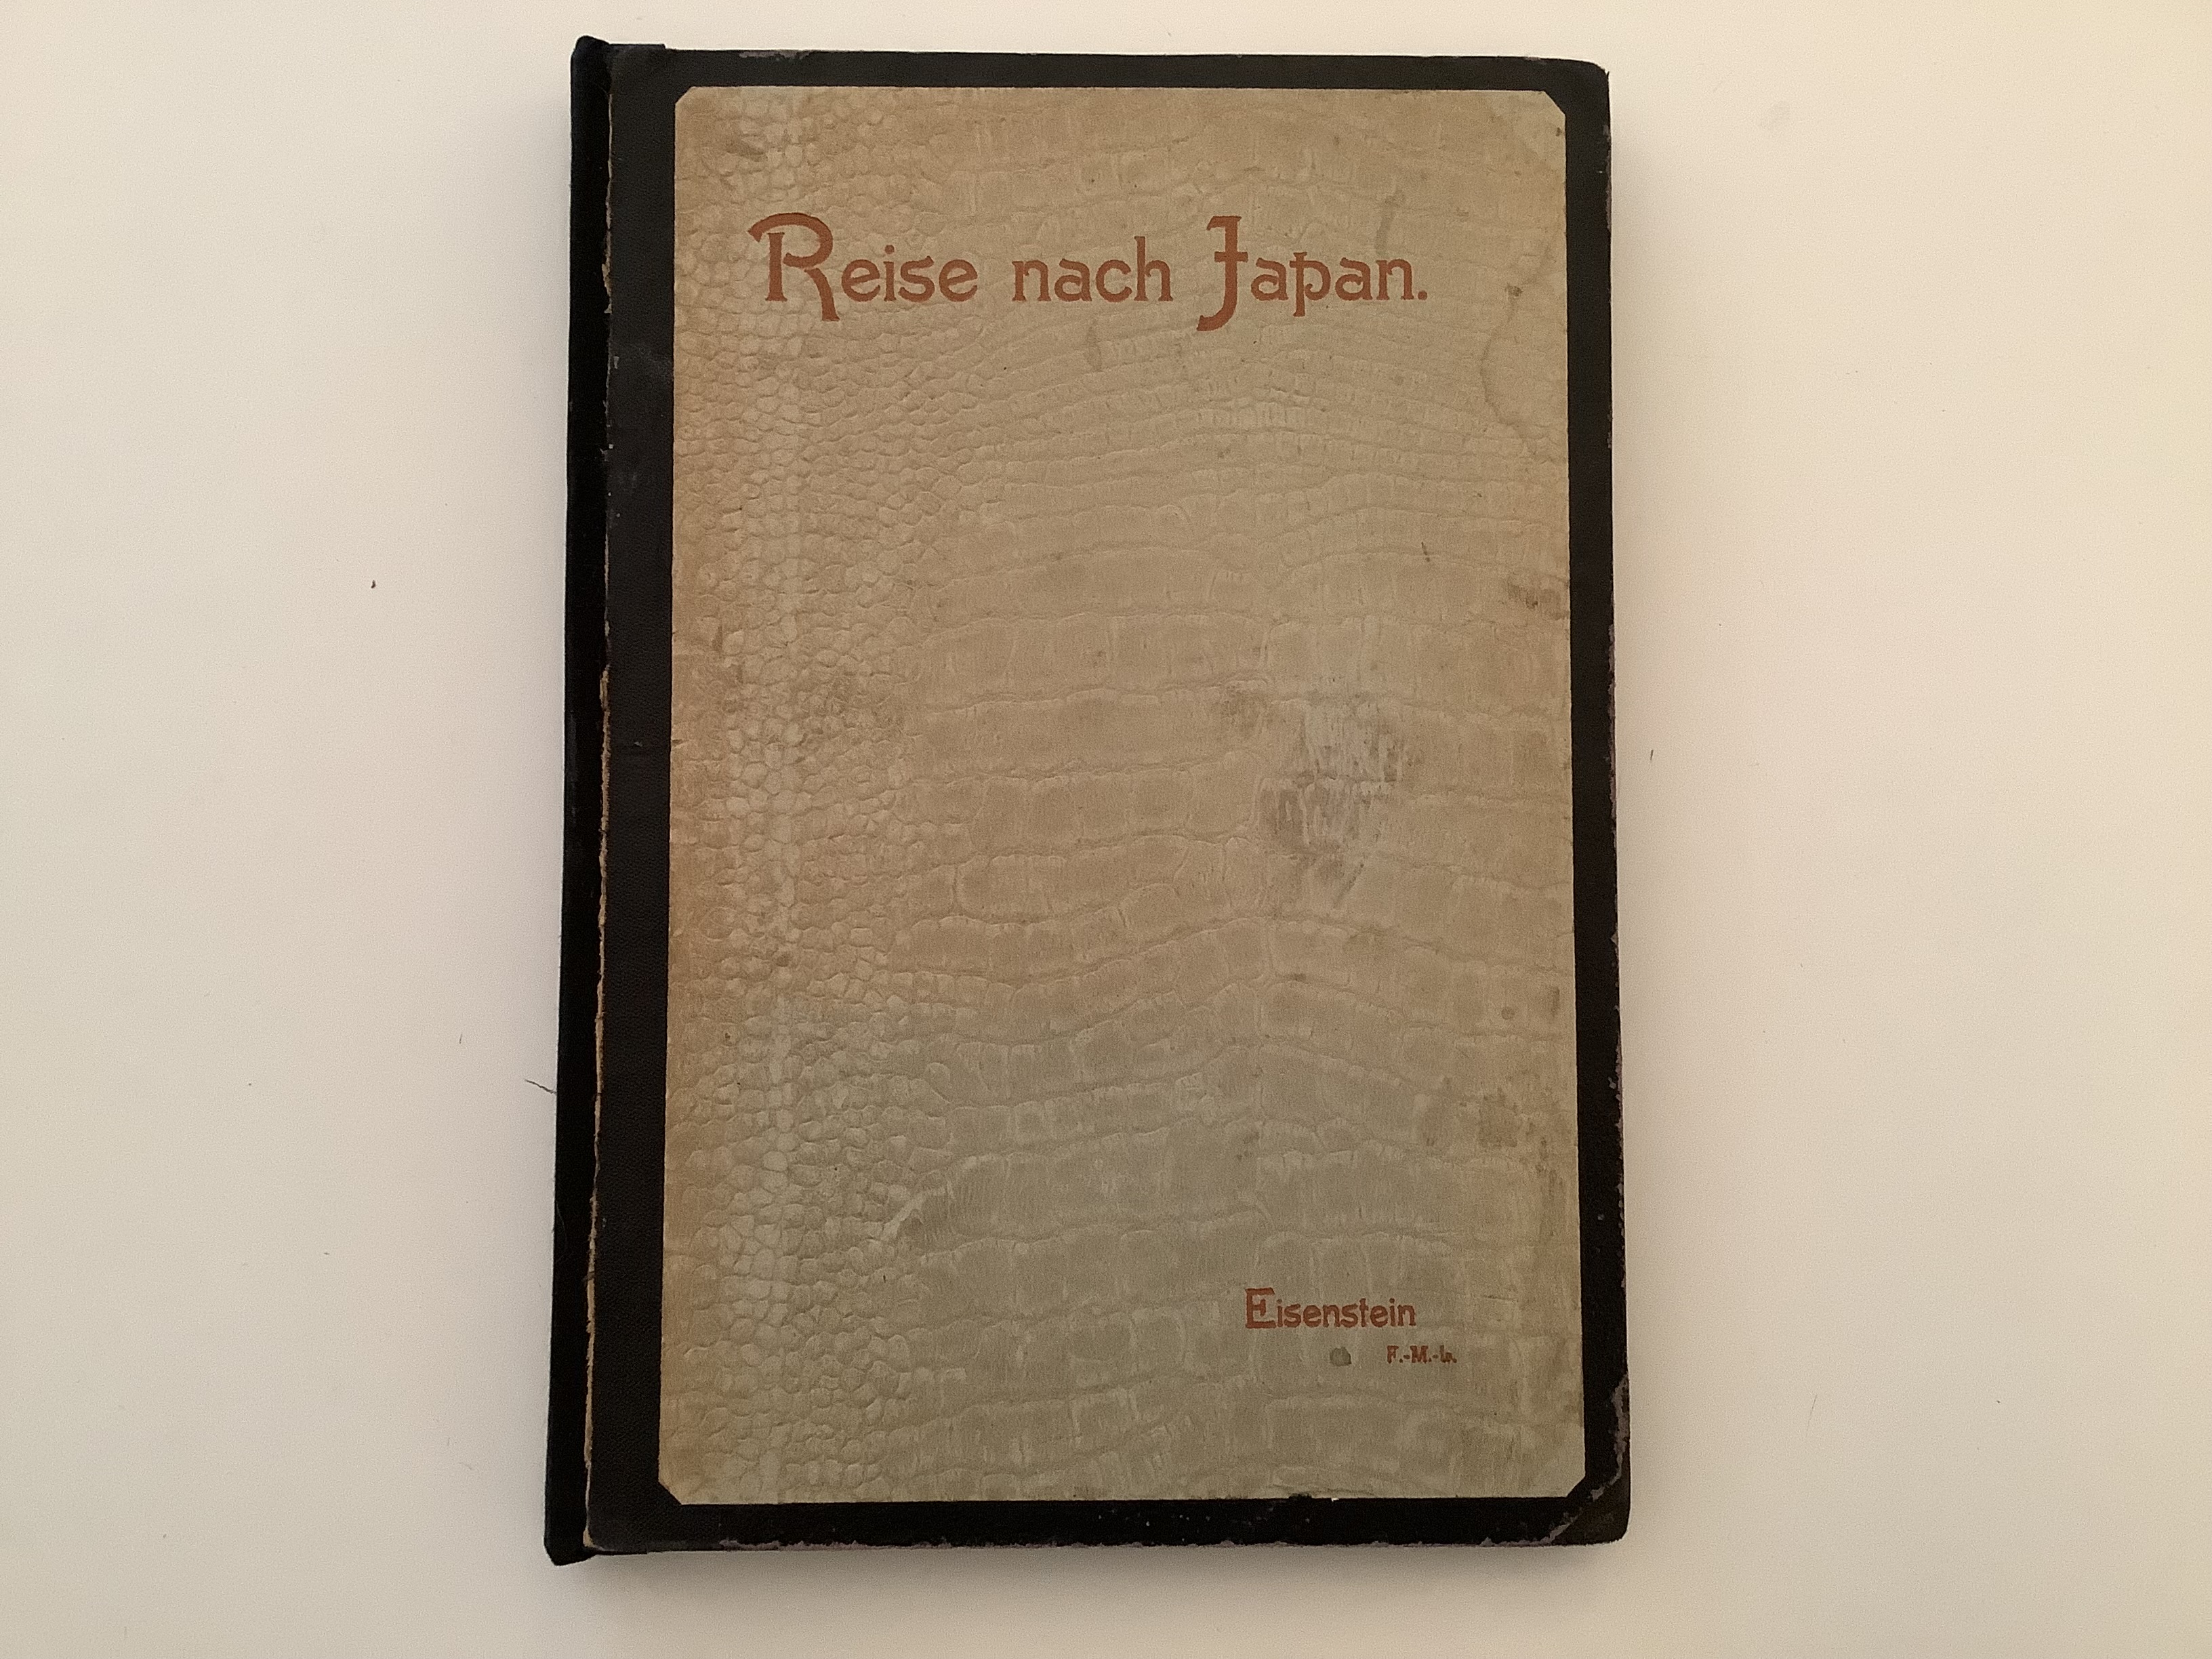 Reise nach Japan.
Eisenstein
F.-M.-L.